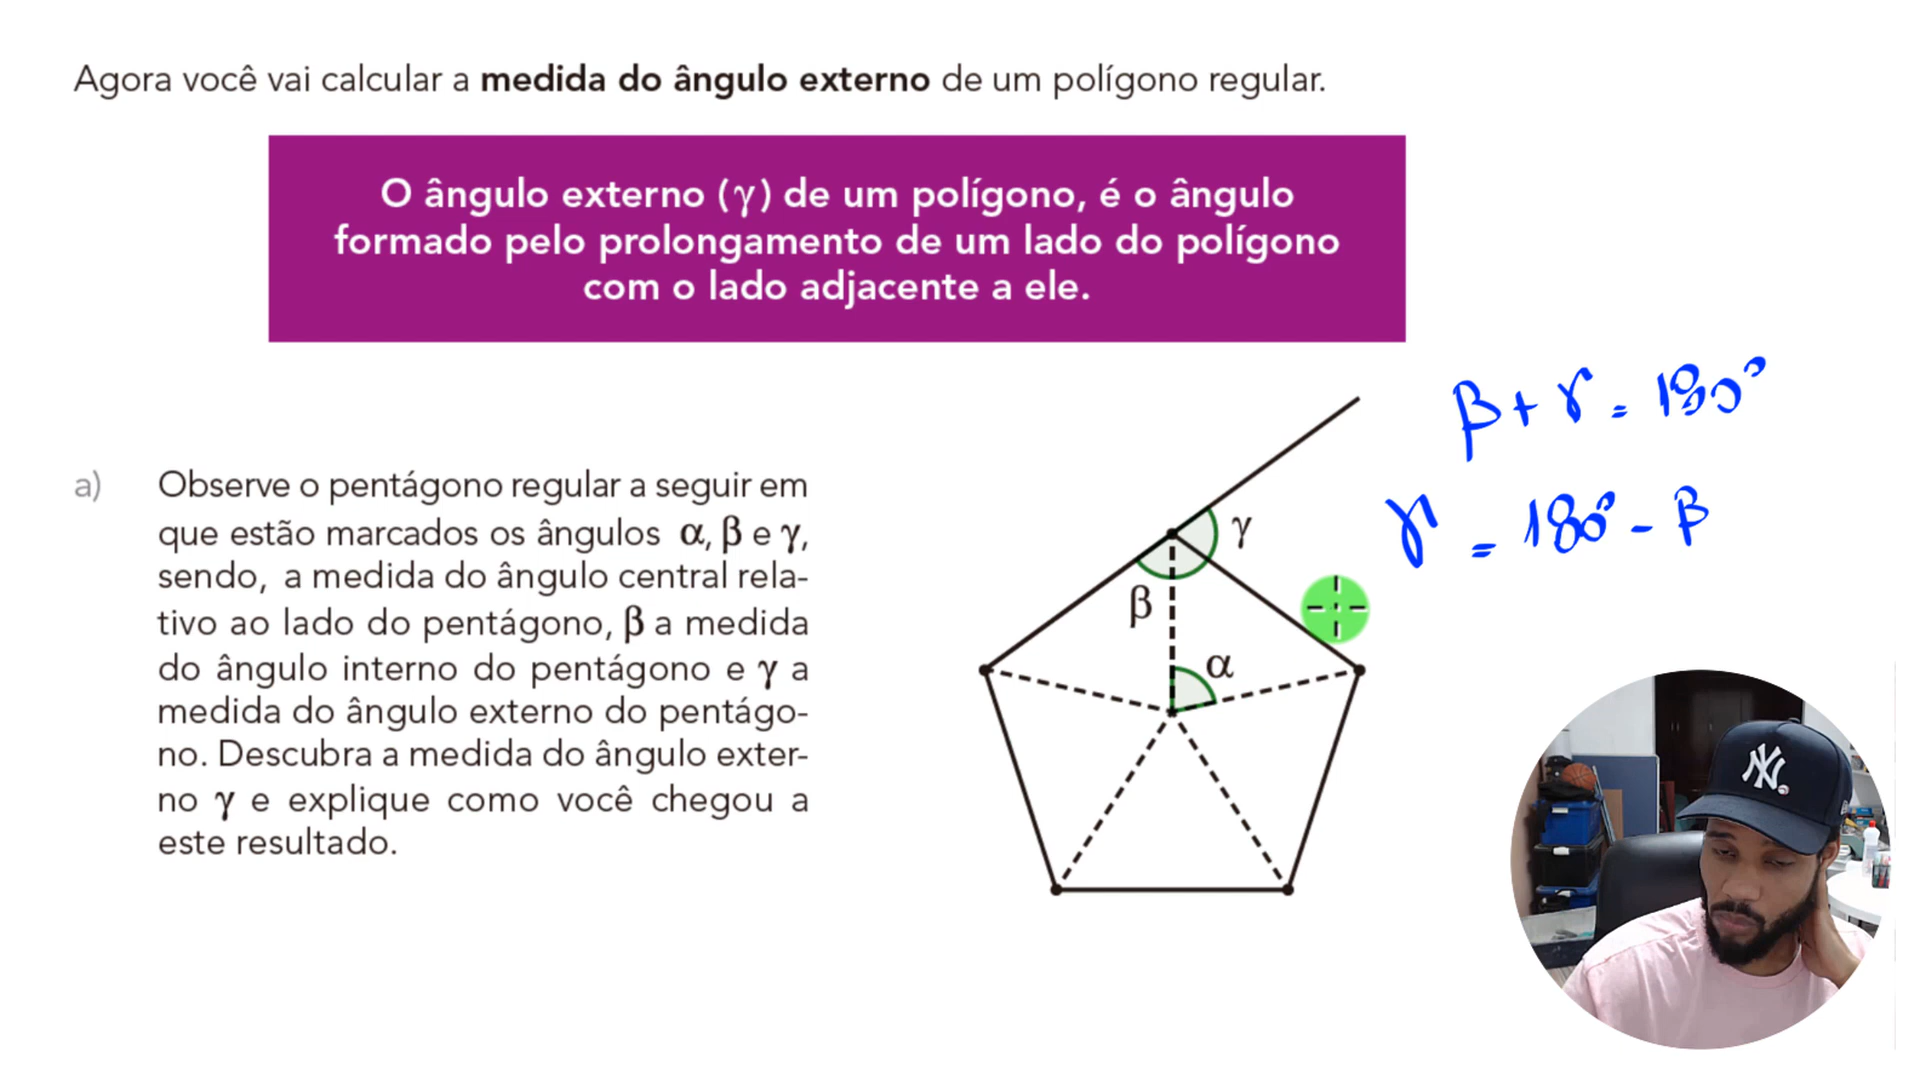 Agora você vai calcular a medida do ângulo externo de um polígono regular.
O ângulo externo (γ) de um polígono, é o ângulo
formado pelo prolongamento de um lado do polígono
com o lado adjacente a ele.
a) Observe o pentágono regular a seguir em
que estão marcados os ângulos α, β e γ,
sendo, a medida do ângulo central rela-
tivo ao lado do pentágono, β a medida
do ângulo interno do pentágono e γ a
medida do ângulo externo do pentágo-
no. Descubra a medida do ângulo exter-
no γ e explique como você chegou a
este resultado.
γ
β
α
β + γ = 180°
γ = 180° - β
NY